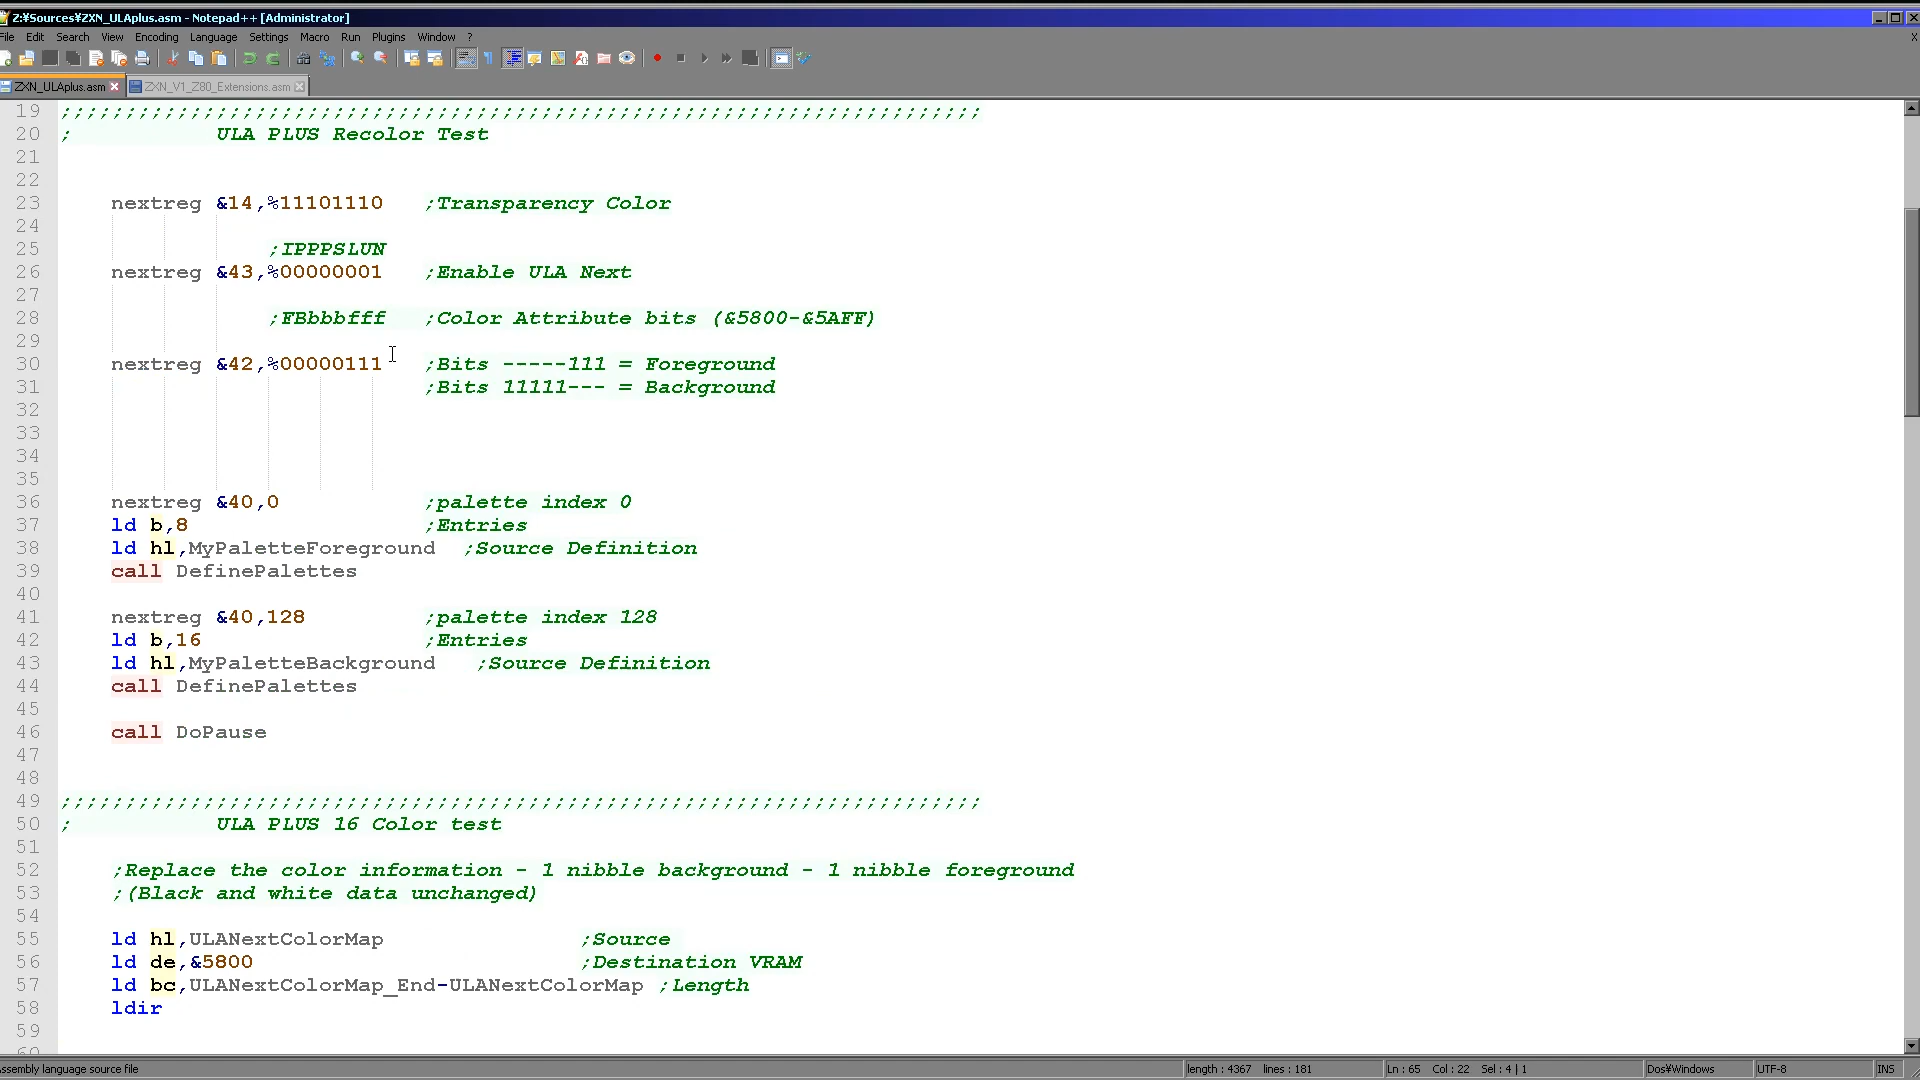 Z:¥Sources¥ZXN_ULAplus.asm - Notepad++ [Administrator]
File Edit Search View Encoding Language Settings Macro Run Plugins Window ? X
ZXN_ULAplus.asm ZXN_V1_Z80_Extensions.asm
19 ;;;;;;;;;;;;;;;;;;;;;;;;;;;;;;;;;;;;;;;;;;;;;;;;;;;;;;;;;;;;;;;;;;;;;;;
20 ; ULA PLUS Recolor Test
21
22
23 nextreg &14,%11101110 ;Transparency Color
24
25 ;IPPPSLUN
26 nextreg &43,%00000001 ;Enable ULA Next
27
28 ;FBbbbfff ;Color Attribute bits (&5800-&5AFF)
29
30 nextreg &42,%00000111 ;Bits -----111 = Foreground
31 ;Bits 11111--- = Background
32
33
34
35
36 nextreg &40,0 ;palette index 0
37 ld b,8 ;Entries
38 ld hl,MyPaletteForeground ;Source Definition
39 call DefinePalettes
40
41 nextreg &40,128 ;palette index 128
42 ld b,16 ;Entries
43 ld hl,MyPaletteBackground ;Source Definition
44 call DefinePalettes
45
46 call DoPause
47
48
49 ;;;;;;;;;;;;;;;;;;;;;;;;;;;;;;;;;;;;;;;;;;;;;;;;;;;;;;;;;;;;;;;;;;;;;;;
50 ; ULA PLUS 16 Color test
51
52 ;Replace the color information - 1 nibble background - 1 nibble foreground
53 ;(Black and white data unchanged)
54
55 ld hl,ULANextColorMap ;Source
56 ld de,&5800 ;Destination VRAM
57 ld bc,ULANextColorMap_End-ULANextColorMap ;Length
58 ldir
59
60
ssembly language source file length : 4367 lines : 181 Ln : 65 Col : 22 Sel : 4 | 1 Dos¥Windows UTF-8 INS